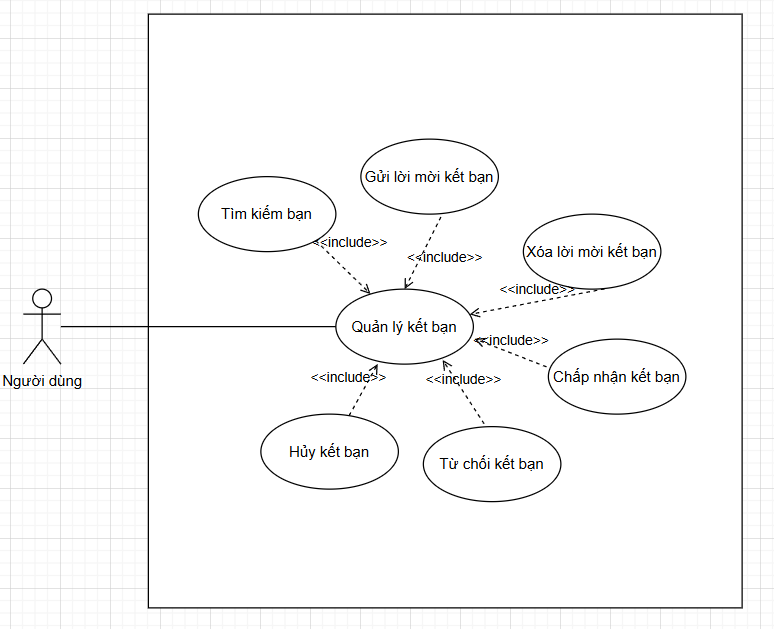 Gửi lời mời kết bạn
Tìm kiếm bạn
<<include>>
<<include>>
Xóa lời mời kết bạn
<<include>>
Quản lý kết bạn
<<include>>
Người dùng
<<include>>
<<include>>
Chấp nhận kết bạn
Hủy kết bạn
Từ chối kết bạn